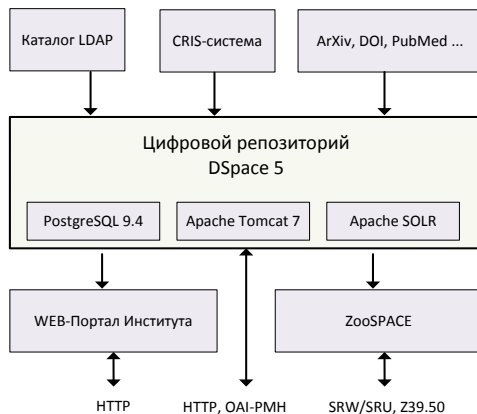 Каталог LDAP
CRIS-система
ArXiv, DOI, PubMed ...
Цифровой репозиторий
DSpace 5
PostgreSQL 9.4
Apache Tomcat 7
Apache SOLR
WEB-Портал Института
ZooSPACE
HTTP
HTTP, OAI-PMH
SRW/SRU, Z39.50